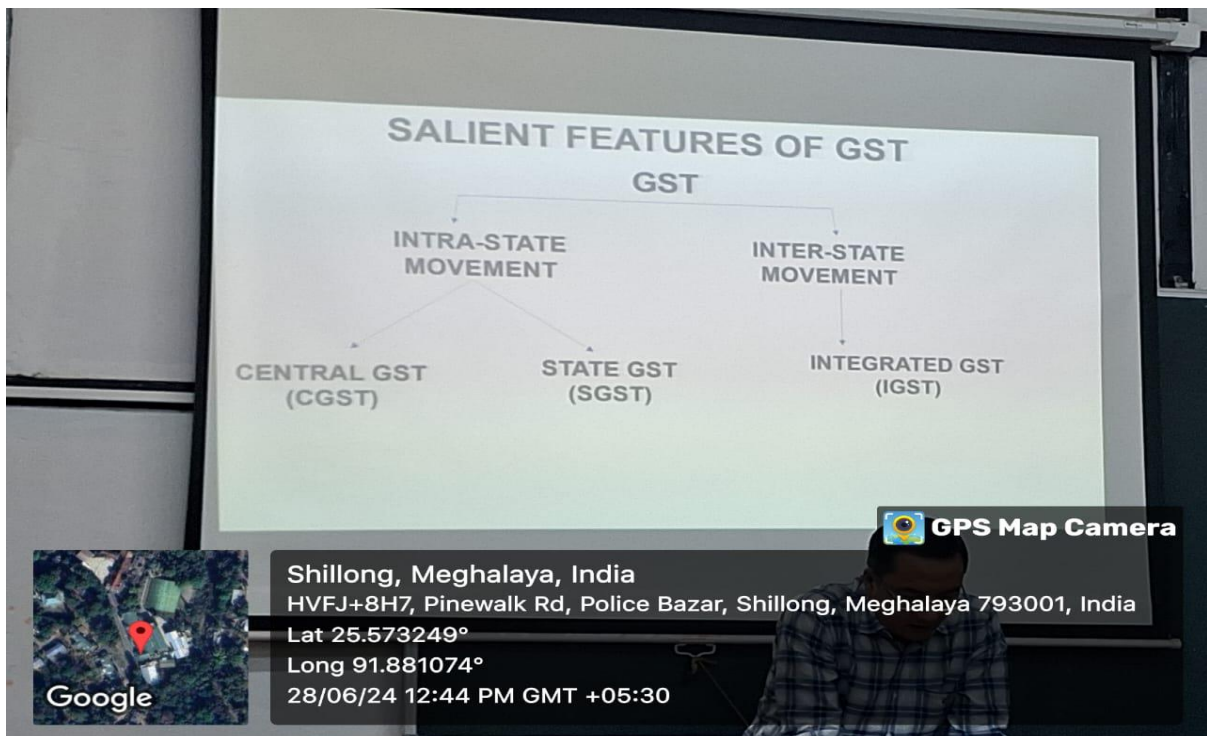 SALIENT FEATURES OF GST
GST
INTRA-STATE
MOVEMENT
INTER-STATE
MOVEMENT
CENTRAL GST
(CGST)
STATE GST
(SGST)
INTEGRATED GST
(IGST)
GPS Map Camera
Shillong, Meghalaya, India
HVFJ+8H7, Pinewalk Rd, Police Bazar, Shillong, Meghalaya 793001, India
Lat 25.573249°
Long 91.881074°
28/06/24 12:44 PM GMT +05:30
Google